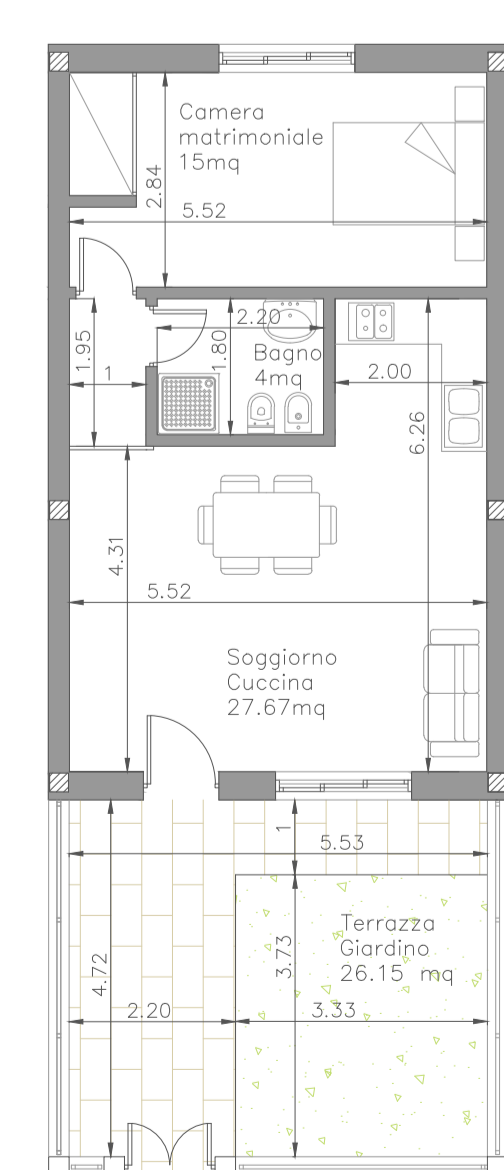 Camera
matrimoniale
15mq
2.84
5.52
1.95
1
2.20
1.80
Bagno
4mq
2.00
6.26
4.31
5.52
Soggiorno
Cuccina
27.67mq
1
5.53
4.72
3.73
Terrazza
Giardino
26.15 mq
2.20
3.33